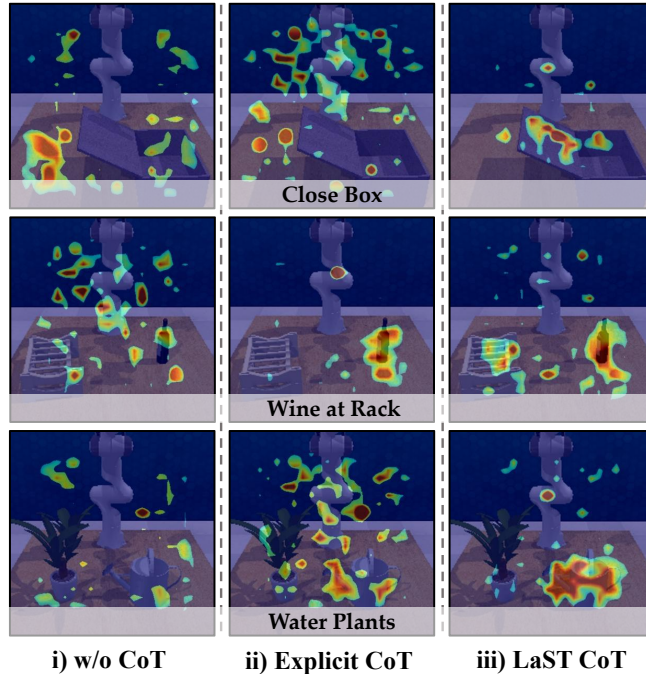 Close Box
Wine at Rack
Water Plants
i) w/o CoT ii) Explicit CoT iii) LaST CoT